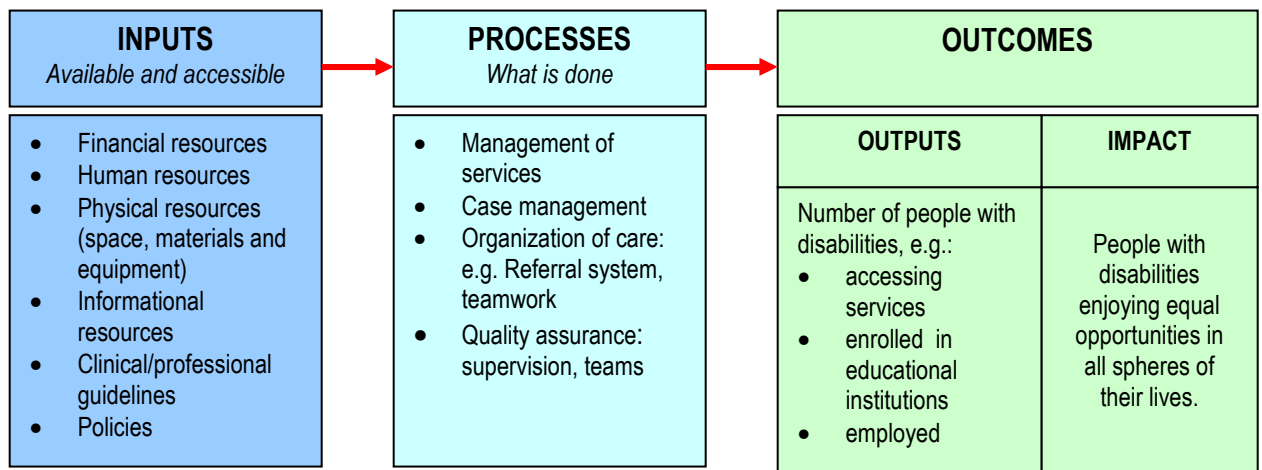 INPUTS
Available and accessible
• Financial resources
• Human resources
• Physical resources
(space, materials and
equipment)
• Informational
resources
• Clinical/professional
guidelines
• Policies
PROCESSES
What is done
• Management of
services
• Case management
• Organization of care:
e.g. Referral system,
teamwork
• Quality assurance:
supervision, teams
OUTCOMES
OUTPUTS
Number of people with
disabilities, e.g.:
• accessing
services
• enrolled in
educational
institutions
• employed
IMPACT
People with
disabilities
enjoying equal
opportunities in
all spheres of
their lives.